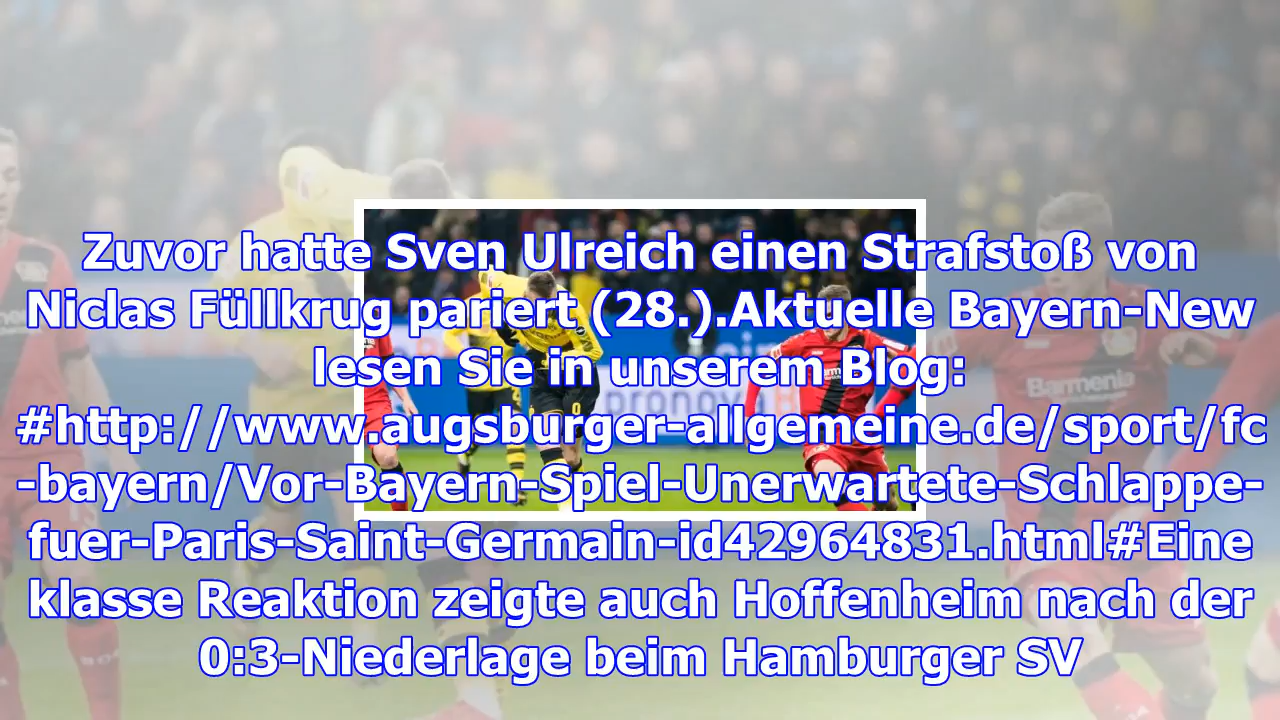 Zuvor hatte Sven Ulreich einen Strafstoß von
Niclas Füllkrug pariert (28.).Aktuelle Bayern-New
lesen Sie in unserem Blog:
#http://www.augsburger-allgemeine.de/sport/fc
-bayern/Vor-Bayern-Spiel-Unerwartete-Schlappe-
fuer-Paris-Saint-Germain-id42964831.html#Eine
klasse Reaktion zeigte auch Hoffenheim nach der
0:3-Niederlage beim Hamburger SV
Barmenia